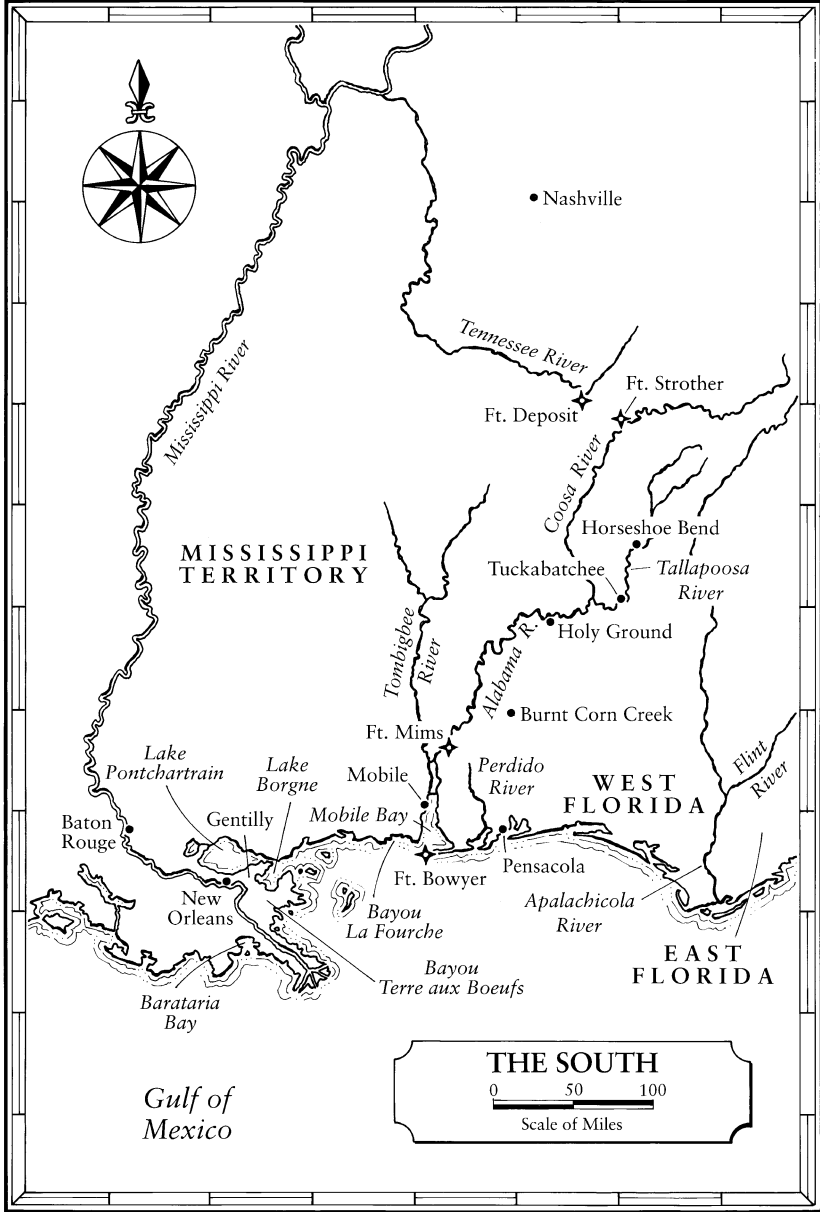 Nashville
Tennessee River
Mississippi River
Ft. Strother
Ft. Deposit
Coosa River
Horseshoe Bend
MISSISSIPPI
TERRITORY
Tuckabatchee
Tallapoosa
River
Tombigbee
River
Alabama R.
Holy Ground
Burnt Corn Creek
Ft. Mims
Lake
Pontchartrain
Lake
Borgne
Mobile
Perdido
River
WEST
FLORIDA
Flint
River
Baton
Rouge
Gentilly
Mobile Bay
Pensacola
Ft. Bowyer
New
Orleans
Bayou
La Fourche
Apalachicola
River
Bayou
Terre aux Boeufs
EAST
FLORIDA
Barataria
Bay
Gulf of
Mexico
THE SOUTH
0 50 100
Scale of Miles